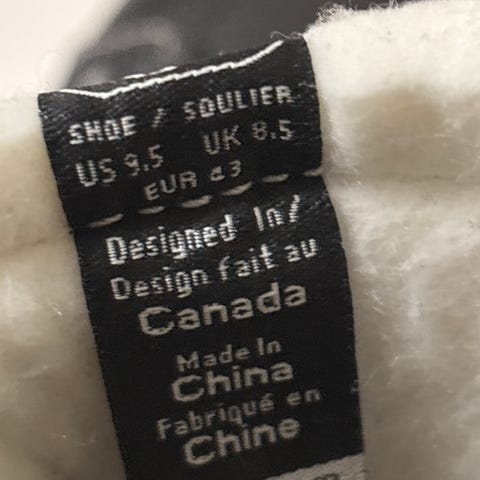 SHOE / SOULIER
US 9.5 UK 8.5
EUR 43
Designed In/
Design fait au
Canada
Made In
China
Fabriqué en
Chine